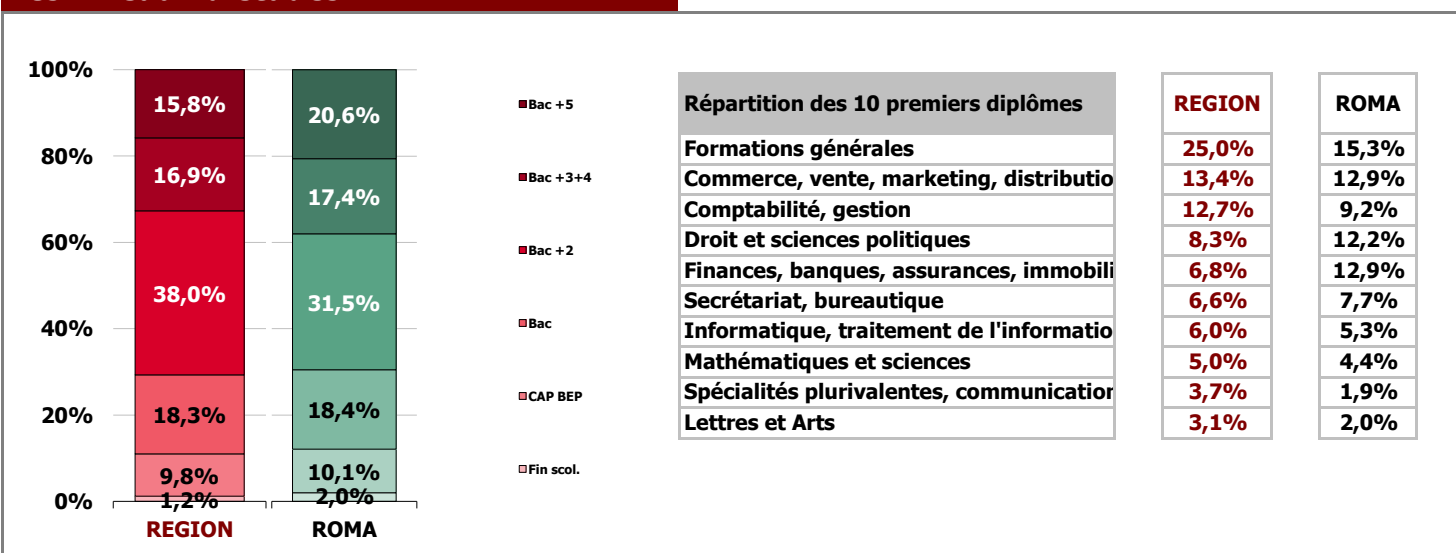 100%
80%
60%
40%
20%
0%
15,8%
16,9%
38,0%
18,3%
9,8%
1,2%
REGION
20,6%
17,4%
31,5%
18,4%
10,1%
2,0%
ROMA
Bac +5
Bac +3+4
Bac +2
Bac
CAP BEP
Fin scol.
Répartition des 10 premiers diplômes REGION ROMA
Formations générales 25,0% 15,3%
Commerce, vente, marketing, distributio 13,4% 12,9%
Comptabilité, gestion 12,7% 9,2%
Droit et sciences politiques 8,3% 12,2%
Finances, banques, assurances, immobili 6,8% 12,9%
Secrétariat, bureautique 6,6% 7,7%
Informatique, traitement de l'informatio 6,0% 5,3%
Mathématiques et sciences 5,0% 4,4%
Spécialités plurivalentes, communication 3,7% 1,9%
Lettres et Arts 3,1% 2,0%